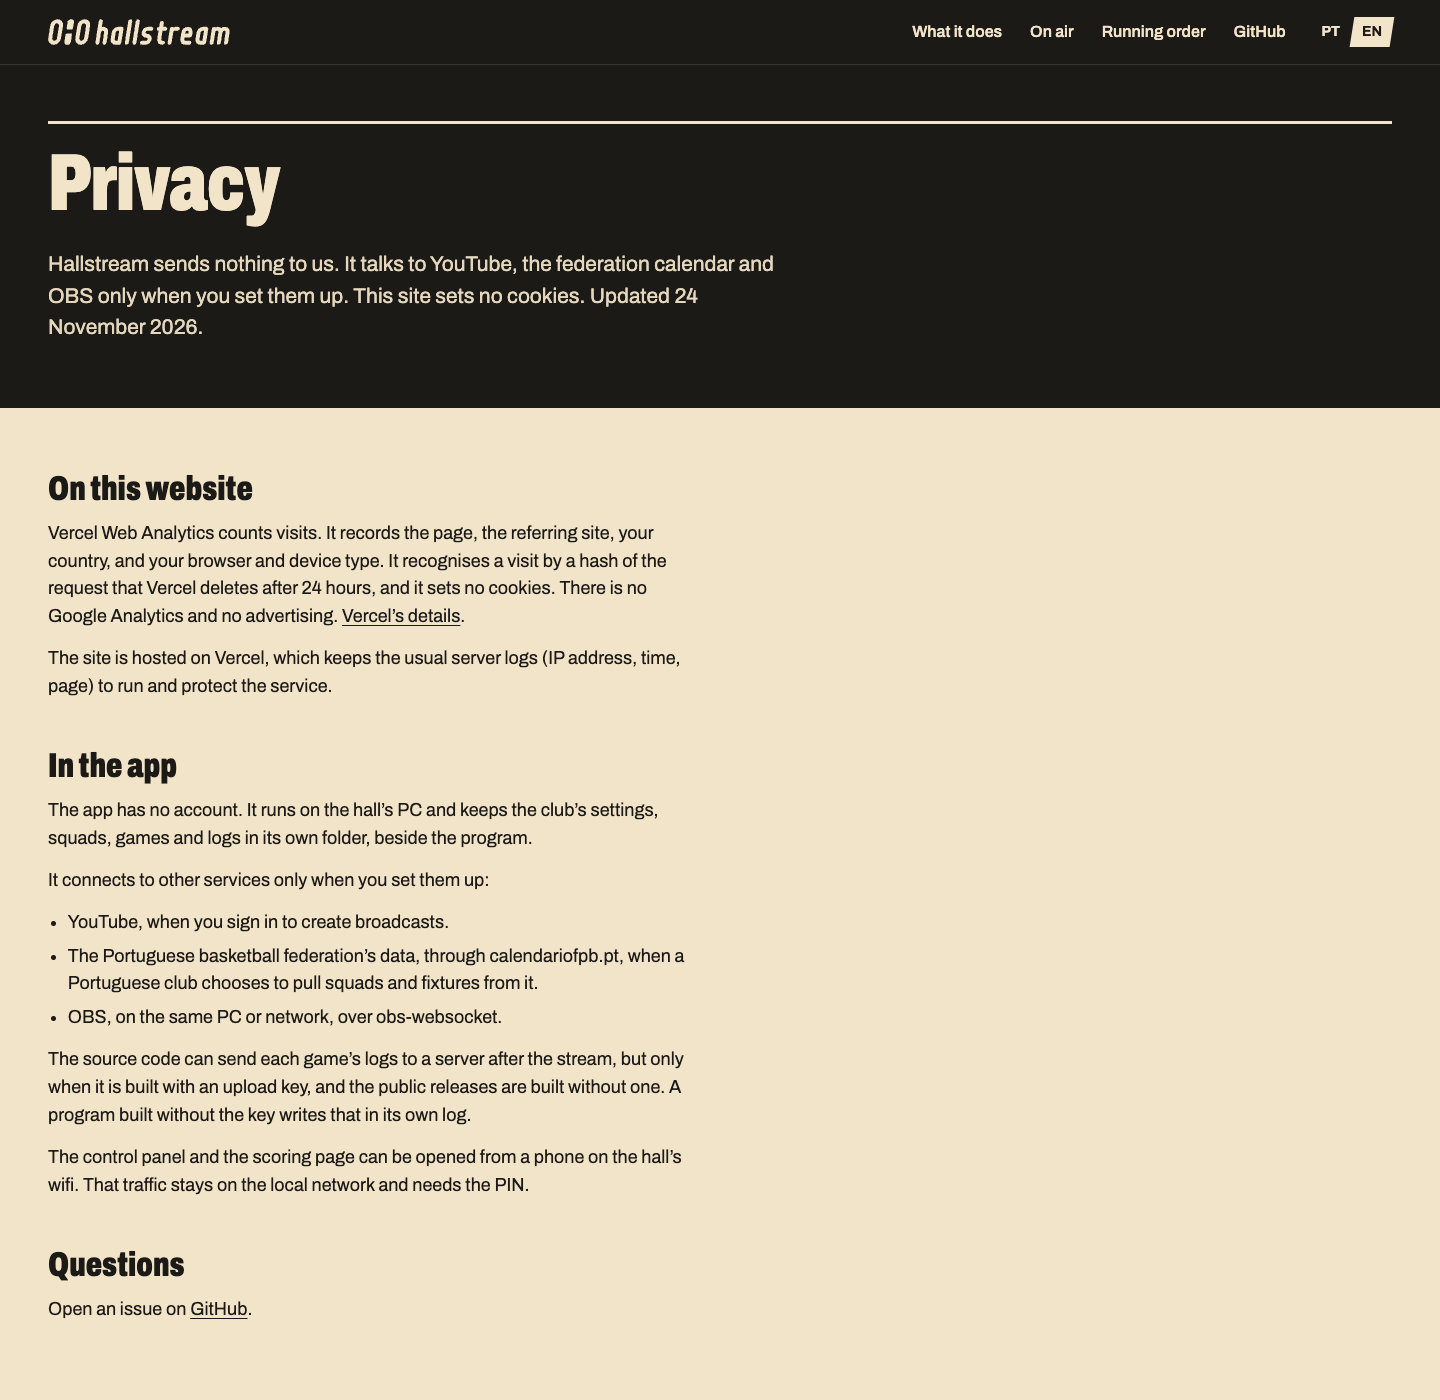 0:0 hallstream
What it does
On air
Running order
GitHub
PT
EN
Privacy
Hallstream sends nothing to us. It talks to YouTube, the federation calendar and
OBS only when you set them up. This site sets no cookies. Updated 24
November 2026.
On this website
Vercel Web Analytics counts visits. It records the page, the referring site, your
country, and your browser and device type. It recognises a visit by a hash of the
request that Vercel deletes after 24 hours, and it sets no cookies. There is no
Google Analytics and no advertising. Vercel’s details.
The site is hosted on Vercel, which keeps the usual server logs (IP address, time,
page) to run and protect the service.
In the app
The app has no account. It runs on the hall’s PC and keeps the club’s settings,
squads, games and logs in its own folder, beside the program.
It connects to other services only when you set them up:
• YouTube, when you sign in to create broadcasts.
• The Portuguese basketball federation’s data, through calendariofpb.pt, when a
Portuguese club chooses to pull squads and fixtures from it.
• OBS, on the same PC or network, over obs-websocket.
The source code can send each game’s logs to a server after the stream, but only
when it is built with an upload key, and the public releases are built without one. A
program built without the key writes that in its own log.
The control panel and the scoring page can be opened from a phone on the hall’s
wifi. That traffic stays on the local network and needs the PIN.
Questions
Open an issue on GitHub.